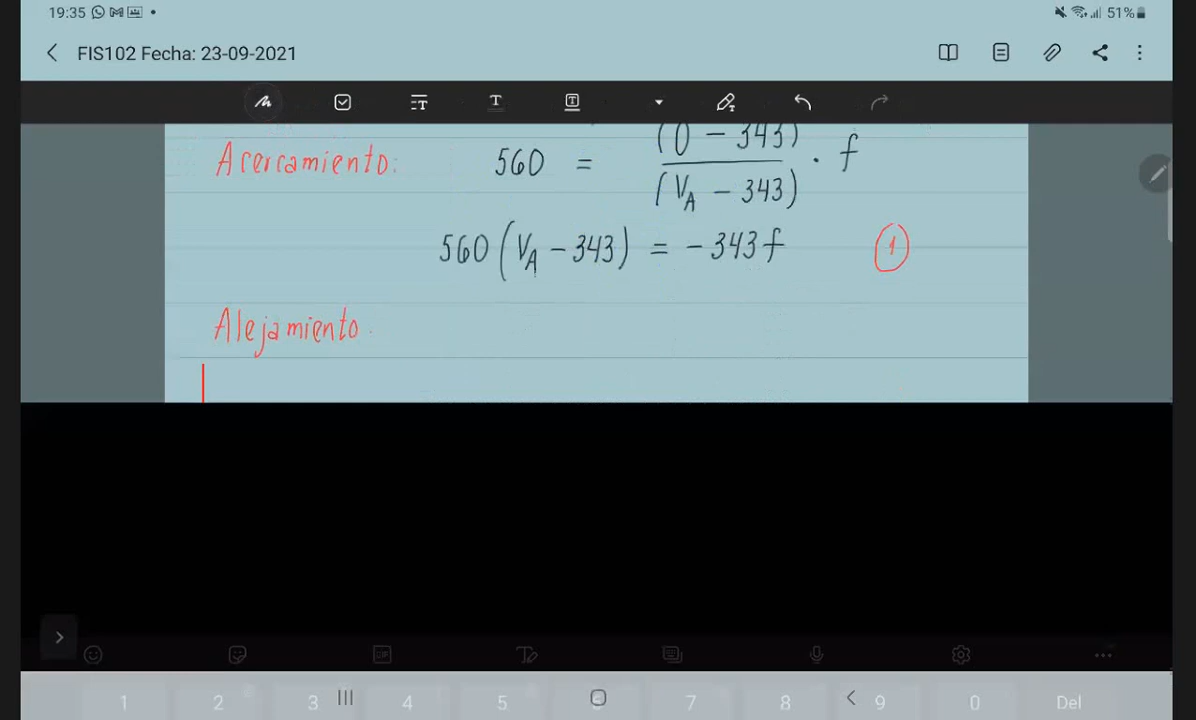 19:35 51%
FIS102 Fecha: 23-09-2021
T T T
Acercamiento: 560 = (0 - 343) / (V_A - 343) · f
560 (V_A - 343) = - 343 f 1
Alejamiento.
GIF T
1 2 3 4 5 7 8 9 0 Del